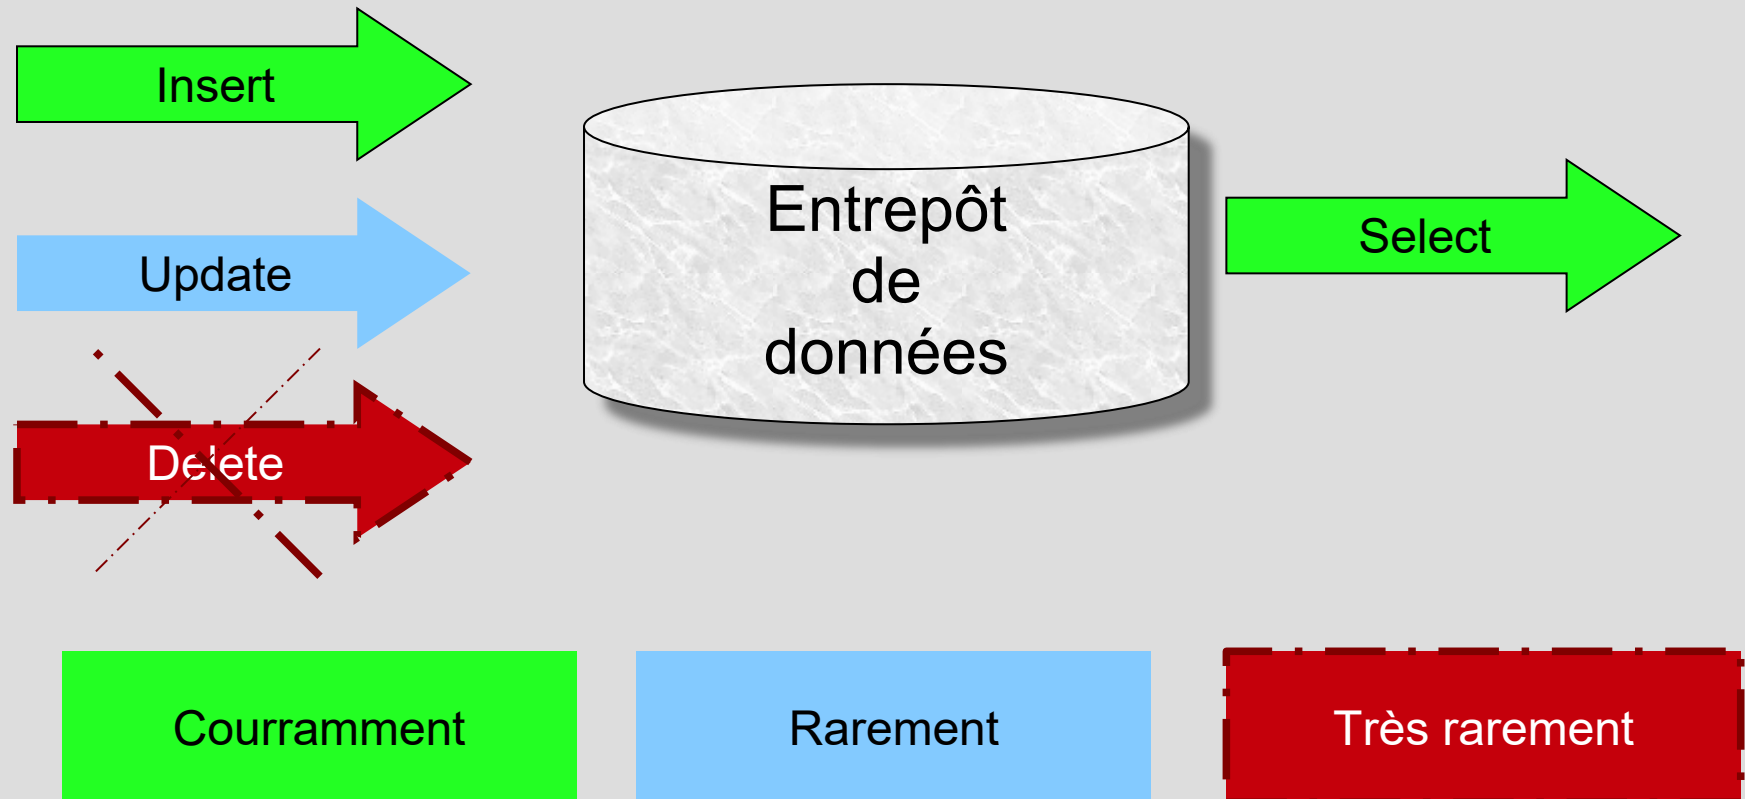 Insert
Update
Delete
Entrepôt
de
données
Select
Courramment
Rarement
Très rarement